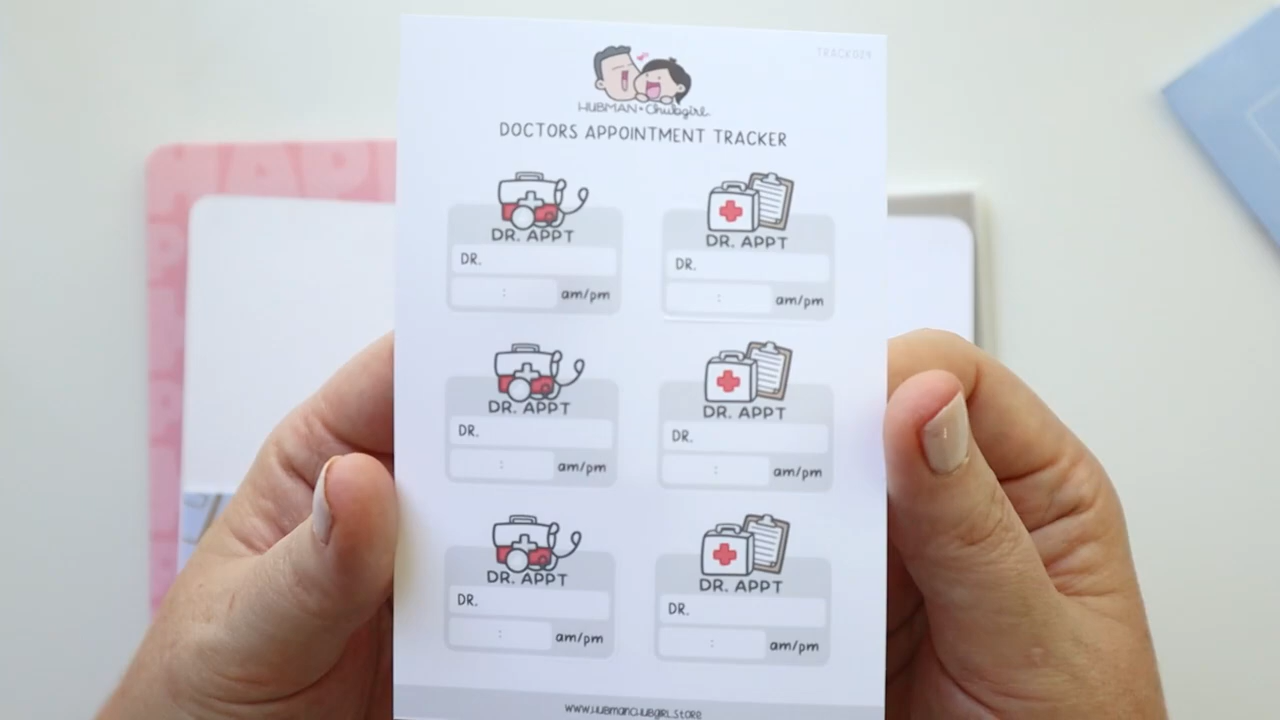 TRACK029
HUBMAN + Chubgirl
DOCTORS APPOINTMENT TRACKER
DR. APPT
DR.
: am/pm
DR. APPT
DR.
: am/pm
DR. APPT
DR.
: am/pm
DR. APPT
DR.
: am/pm
DR. APPT
DR.
: am/pm
DR. APPT
DR.
: am/pm
www.HUBMANCHUBGIRL.STORE